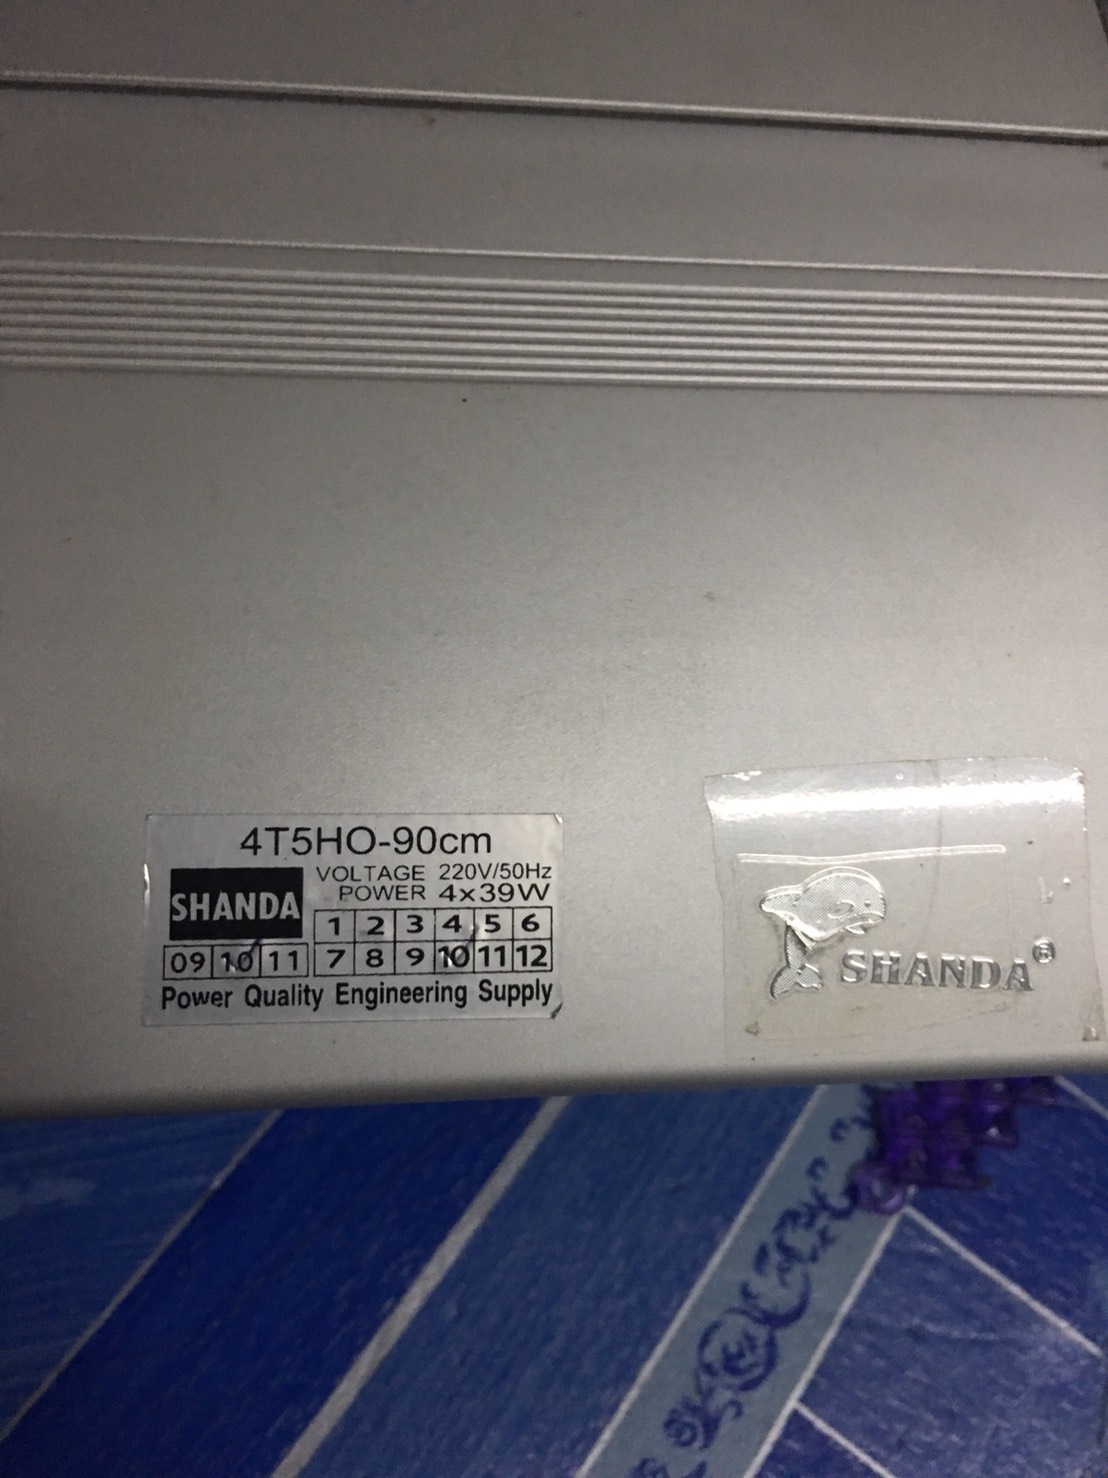 4T5HO-90cm
SHANDA
VOLTAGE 220V/50Hz
POWER 4x39W
1 2 3 4 5 6
09 10 11 7 8 9 10 11 12
Power Quality Engineering Supply
SHANDA®